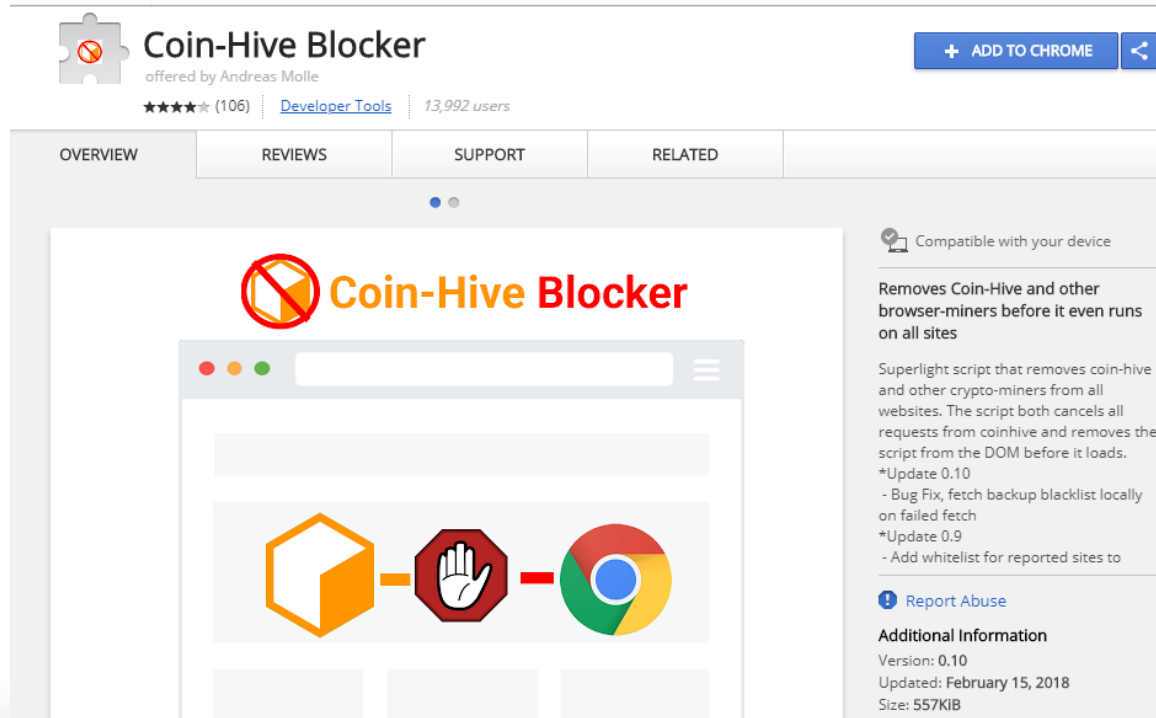 Coin-Hive Blocker
offered by Andreas Molle
(106)
Developer Tools
13,992 users
+ ADD TO CHROME
OVERVIEW
REVIEWS
SUPPORT
RELATED
Coin-Hive Blocker
Compatible with your device
Removes Coin-Hive and other
browser-miners before it even runs
on all sites
Superlight script that removes coin-hive
and other crypto-miners from all
websites. The script both cancels all
requests from coinhive and removes the
script from the DOM before it loads.
*Update 0.10
- Bug Fix, fetch backup blacklist locally
on failed fetch
*Update 0.9
- Add whitelist for reported sites to
Report Abuse
Additional Information
Version: 0.10
Updated: February 15, 2018
Size: 557KiB